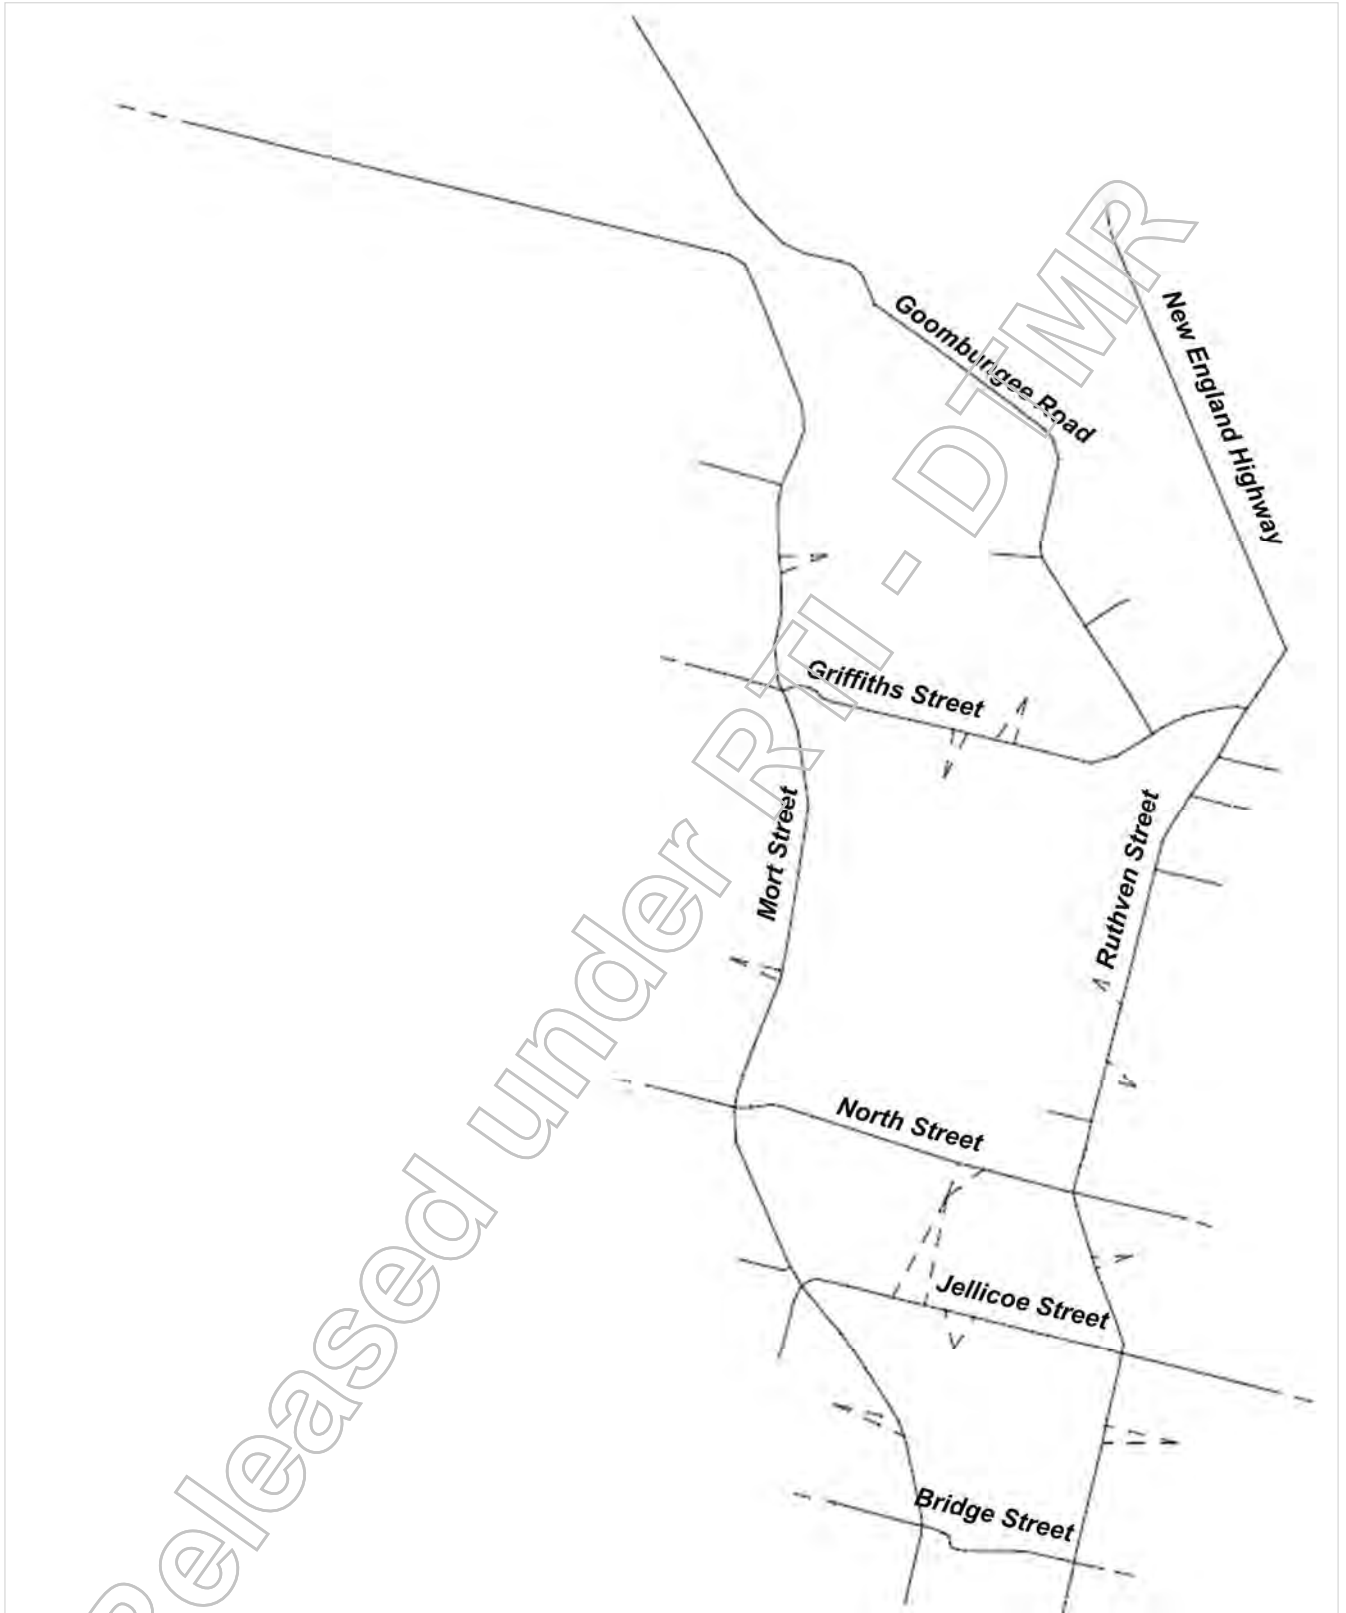 Goombungee Road
New England Highway
Griffiths Street
Mort Street
Ruthven Street
North Street
Jellicoe Street
Bridge Street
Released under RTI - DTMR